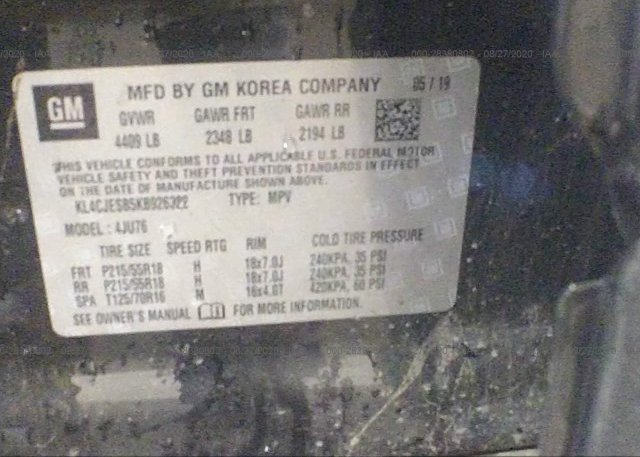 GM
MFD BY GM KOREA COMPANY 05/19
GVWR GAWR FRT GAWR RR
4409 LB 2348 LB 2194 LB
THIS VEHICLE CONFORMS TO ALL APPLICABLE U.S. FEDERAL MOTOR
VEHICLE SAFETY AND THEFT PREVENTION STANDARDS IN EFFECT
ON THE DATE OF MANUFACTURE SHOWN ABOVE.
KL4CJESB5KB926322 TYPE: MPV
MODEL: 4JU76
TIRE SIZE SPEED RTG RIM COLD TIRE PRESSURE
FRT P215/55R18 H 18x7.0J 240KPA, 35 PSI
RR P215/55R18 H 18x7.0J 240KPA, 35 PSI
SPA T125/70R16 M 16x4.0T 420KPA, 60 PSI
SEE OWNER'S MANUAL FOR MORE INFORMATION.